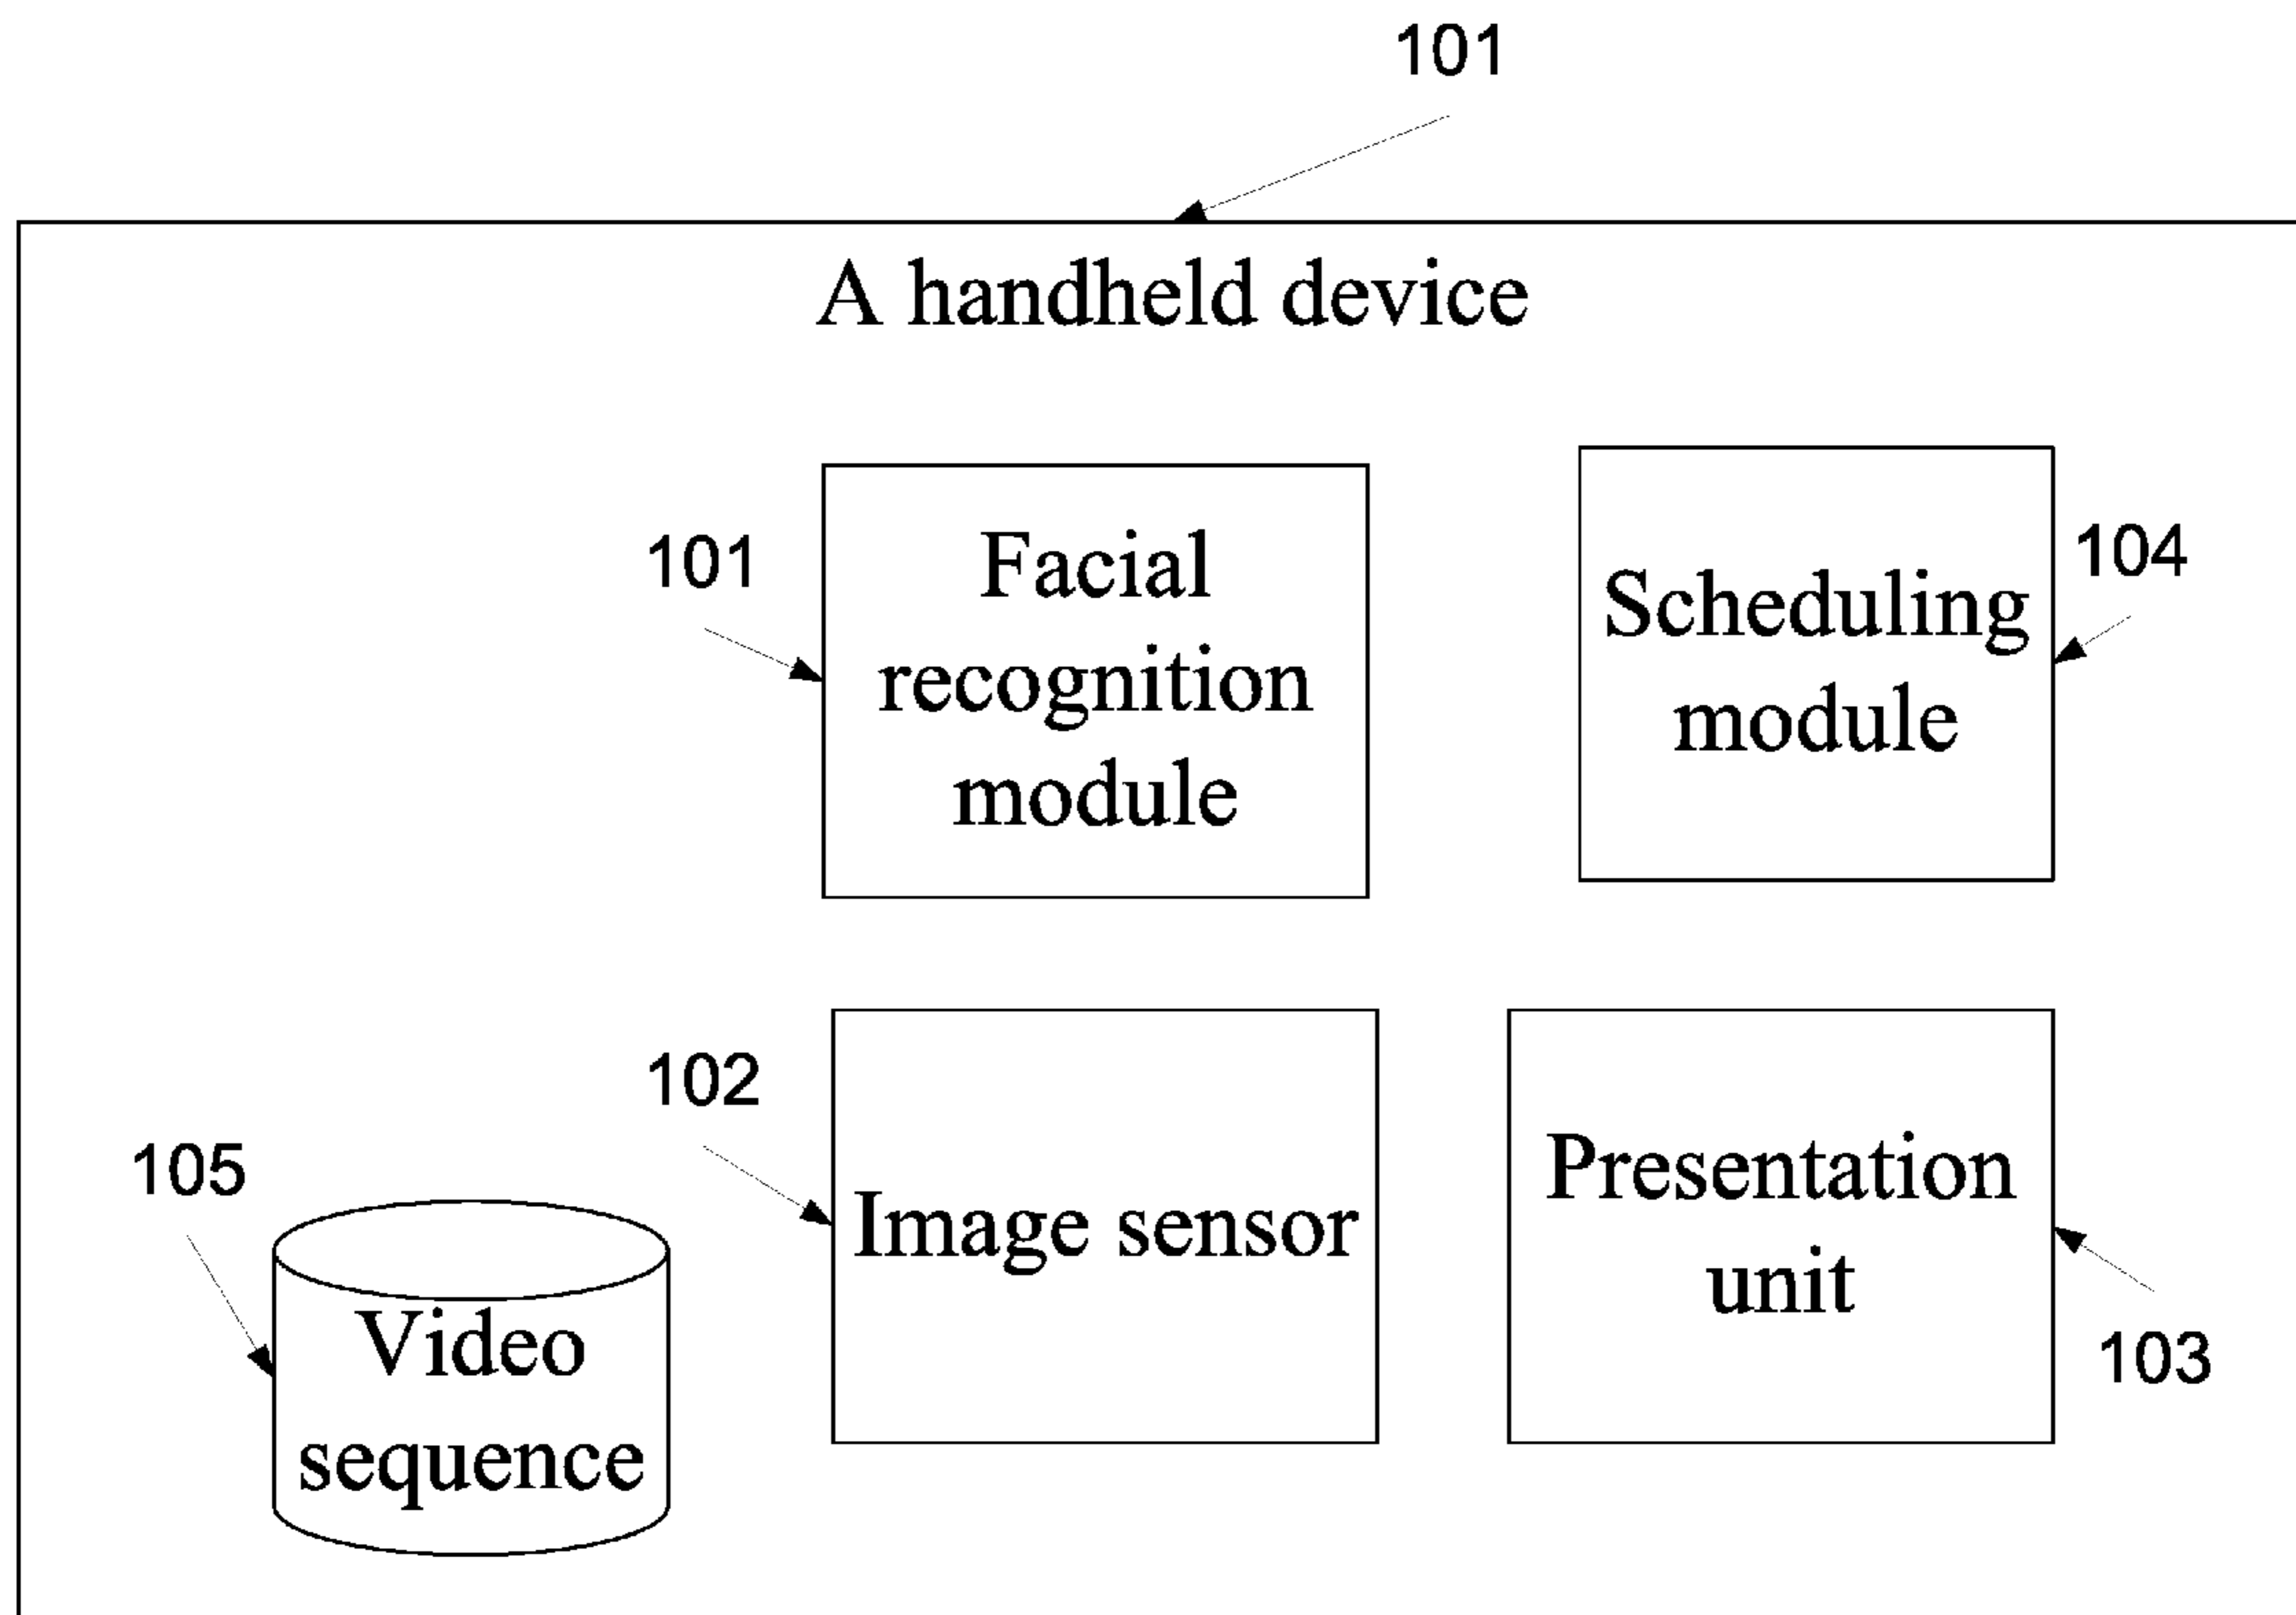 101
A handheld device
101
Facial
recognition
module
104
Scheduling
module
105
Video
sequence
102
Image sensor
Presentation
unit
103